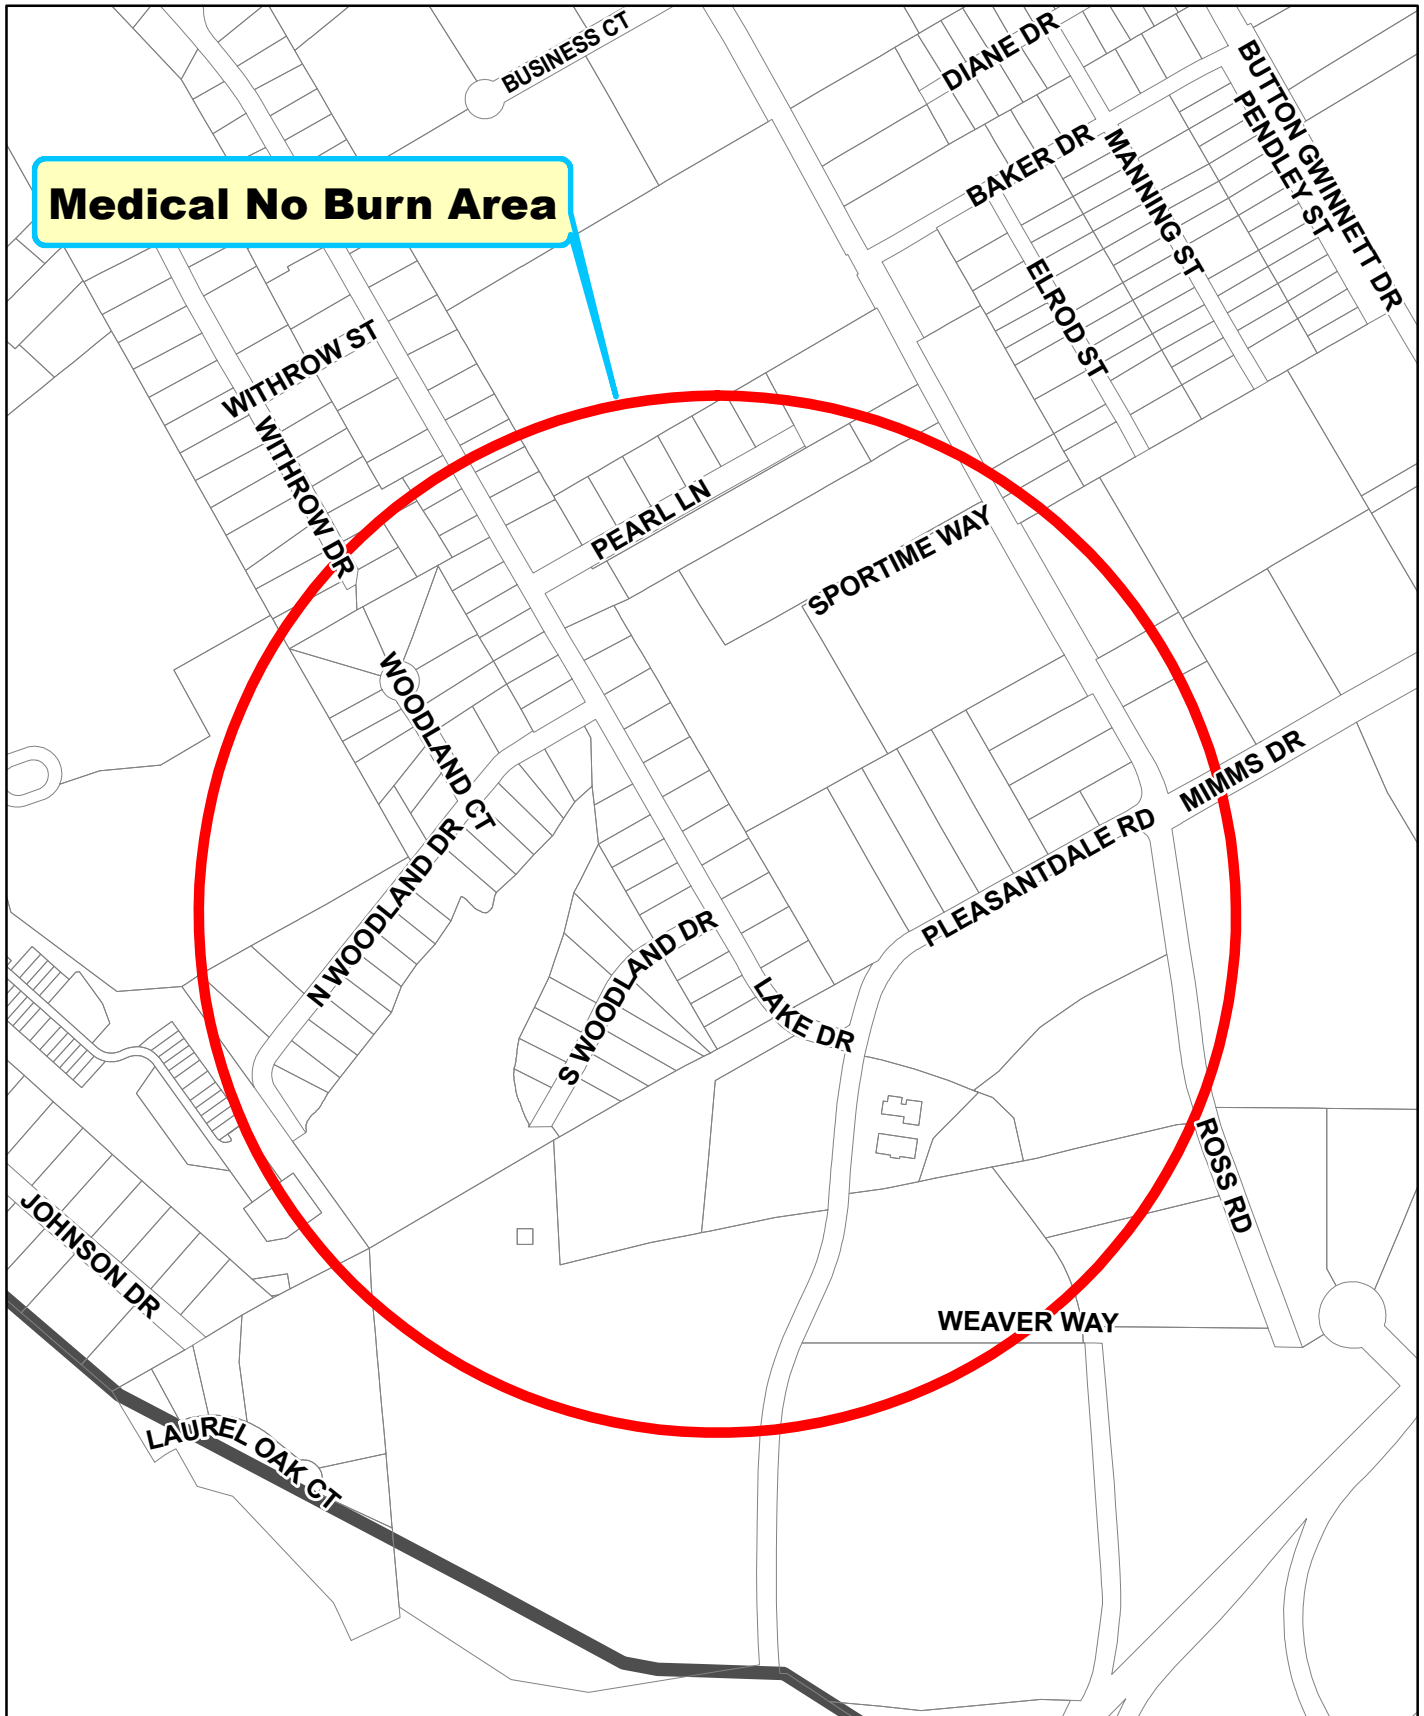 BUSINESS CT
DIANE DR
BUTTON GWINNETT DR
PENDLEY ST
BAKER DR
MANNING ST
Medical No Burn Area
ELROD ST
WITHROW ST
WITHROW DR
PEARL LN
SPORTIME WAY
WOODLAND CT
MIMMS DR
PLEASANTDALE RD
N WOODLAND DR
S WOODLAND DR
LAKE DR
ROSS RD
JOHNSON DR
WEAVER WAY
LAUREL OAK CT